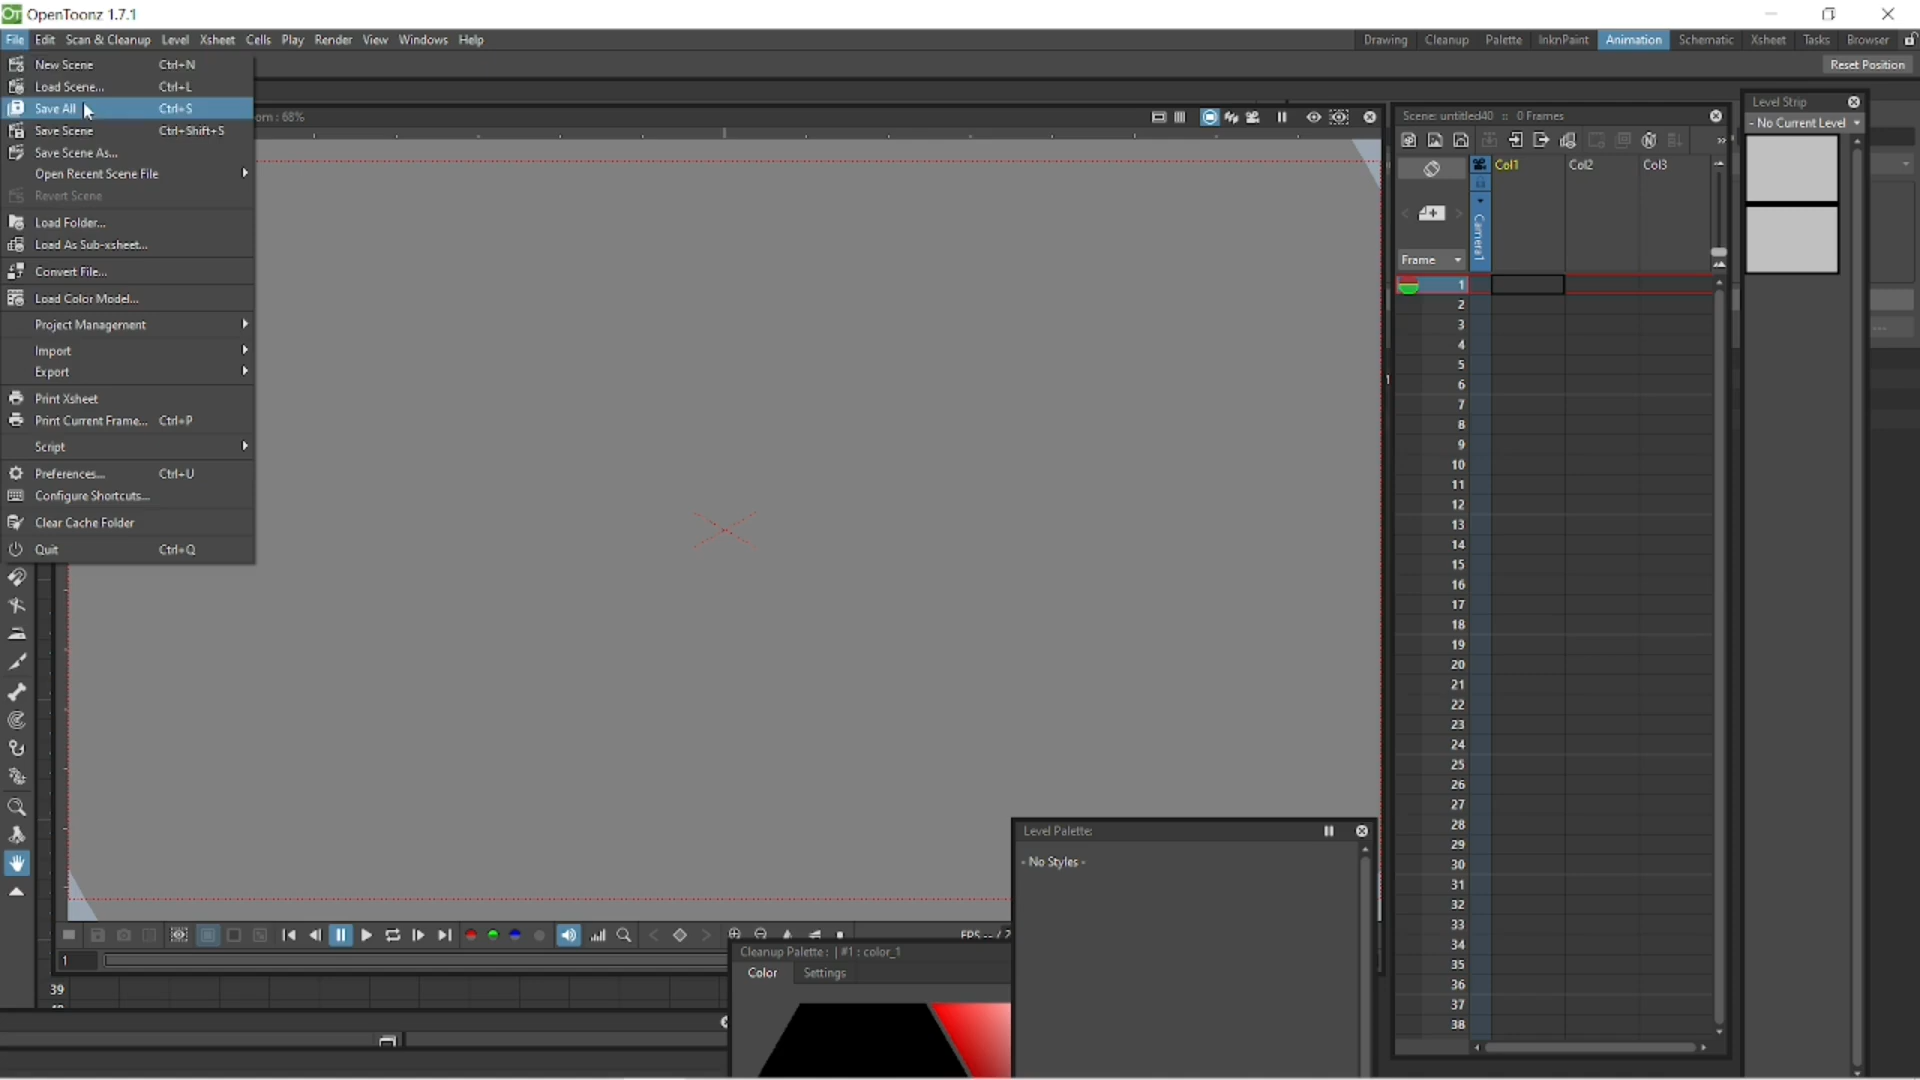 OpenToonz 1.7.1
File Edit Scan & Cleanup Level Xsheet Cells Play Render View Windows Help
Drawing Cleanup Palette InknPaint Animation Schematic Xsheet Tasks Browser
Reset Position
New Scene Ctrl+N
Load Scene... Ctrl+L
Save All Ctrl+S
Save Scene Ctrl+Shift+S
Save Scene As...
Open Recent Scene File
Revert Scene
Load Folder...
Load As Sub-xsheet...
Convert File...
Load Color Model...
Project Management
Import
Export
Print Xsheet
Print Current Frame... Ctrl+P
Script
Preferences... Ctrl+U
Configure Shortcuts...
Clear Cache Folder
Quit Ctrl+Q
om : 68%
Scene: untitled40 :: 0 Frames
Col1 Col2 Col3
Camera1
Frame
1
2
3
4
5
6
7
8
9
10
11
12
13
14
15
16
17
18
19
20
21
22
23
24
25
26
27
28
29
30
31
32
33
34
35
36
37
38
Level Strip
- No Current Level
1
Level Palette:
- No Styles -
FPS -- /
1
39
Cleanup Palette : | #1 : color_1
Color Settings